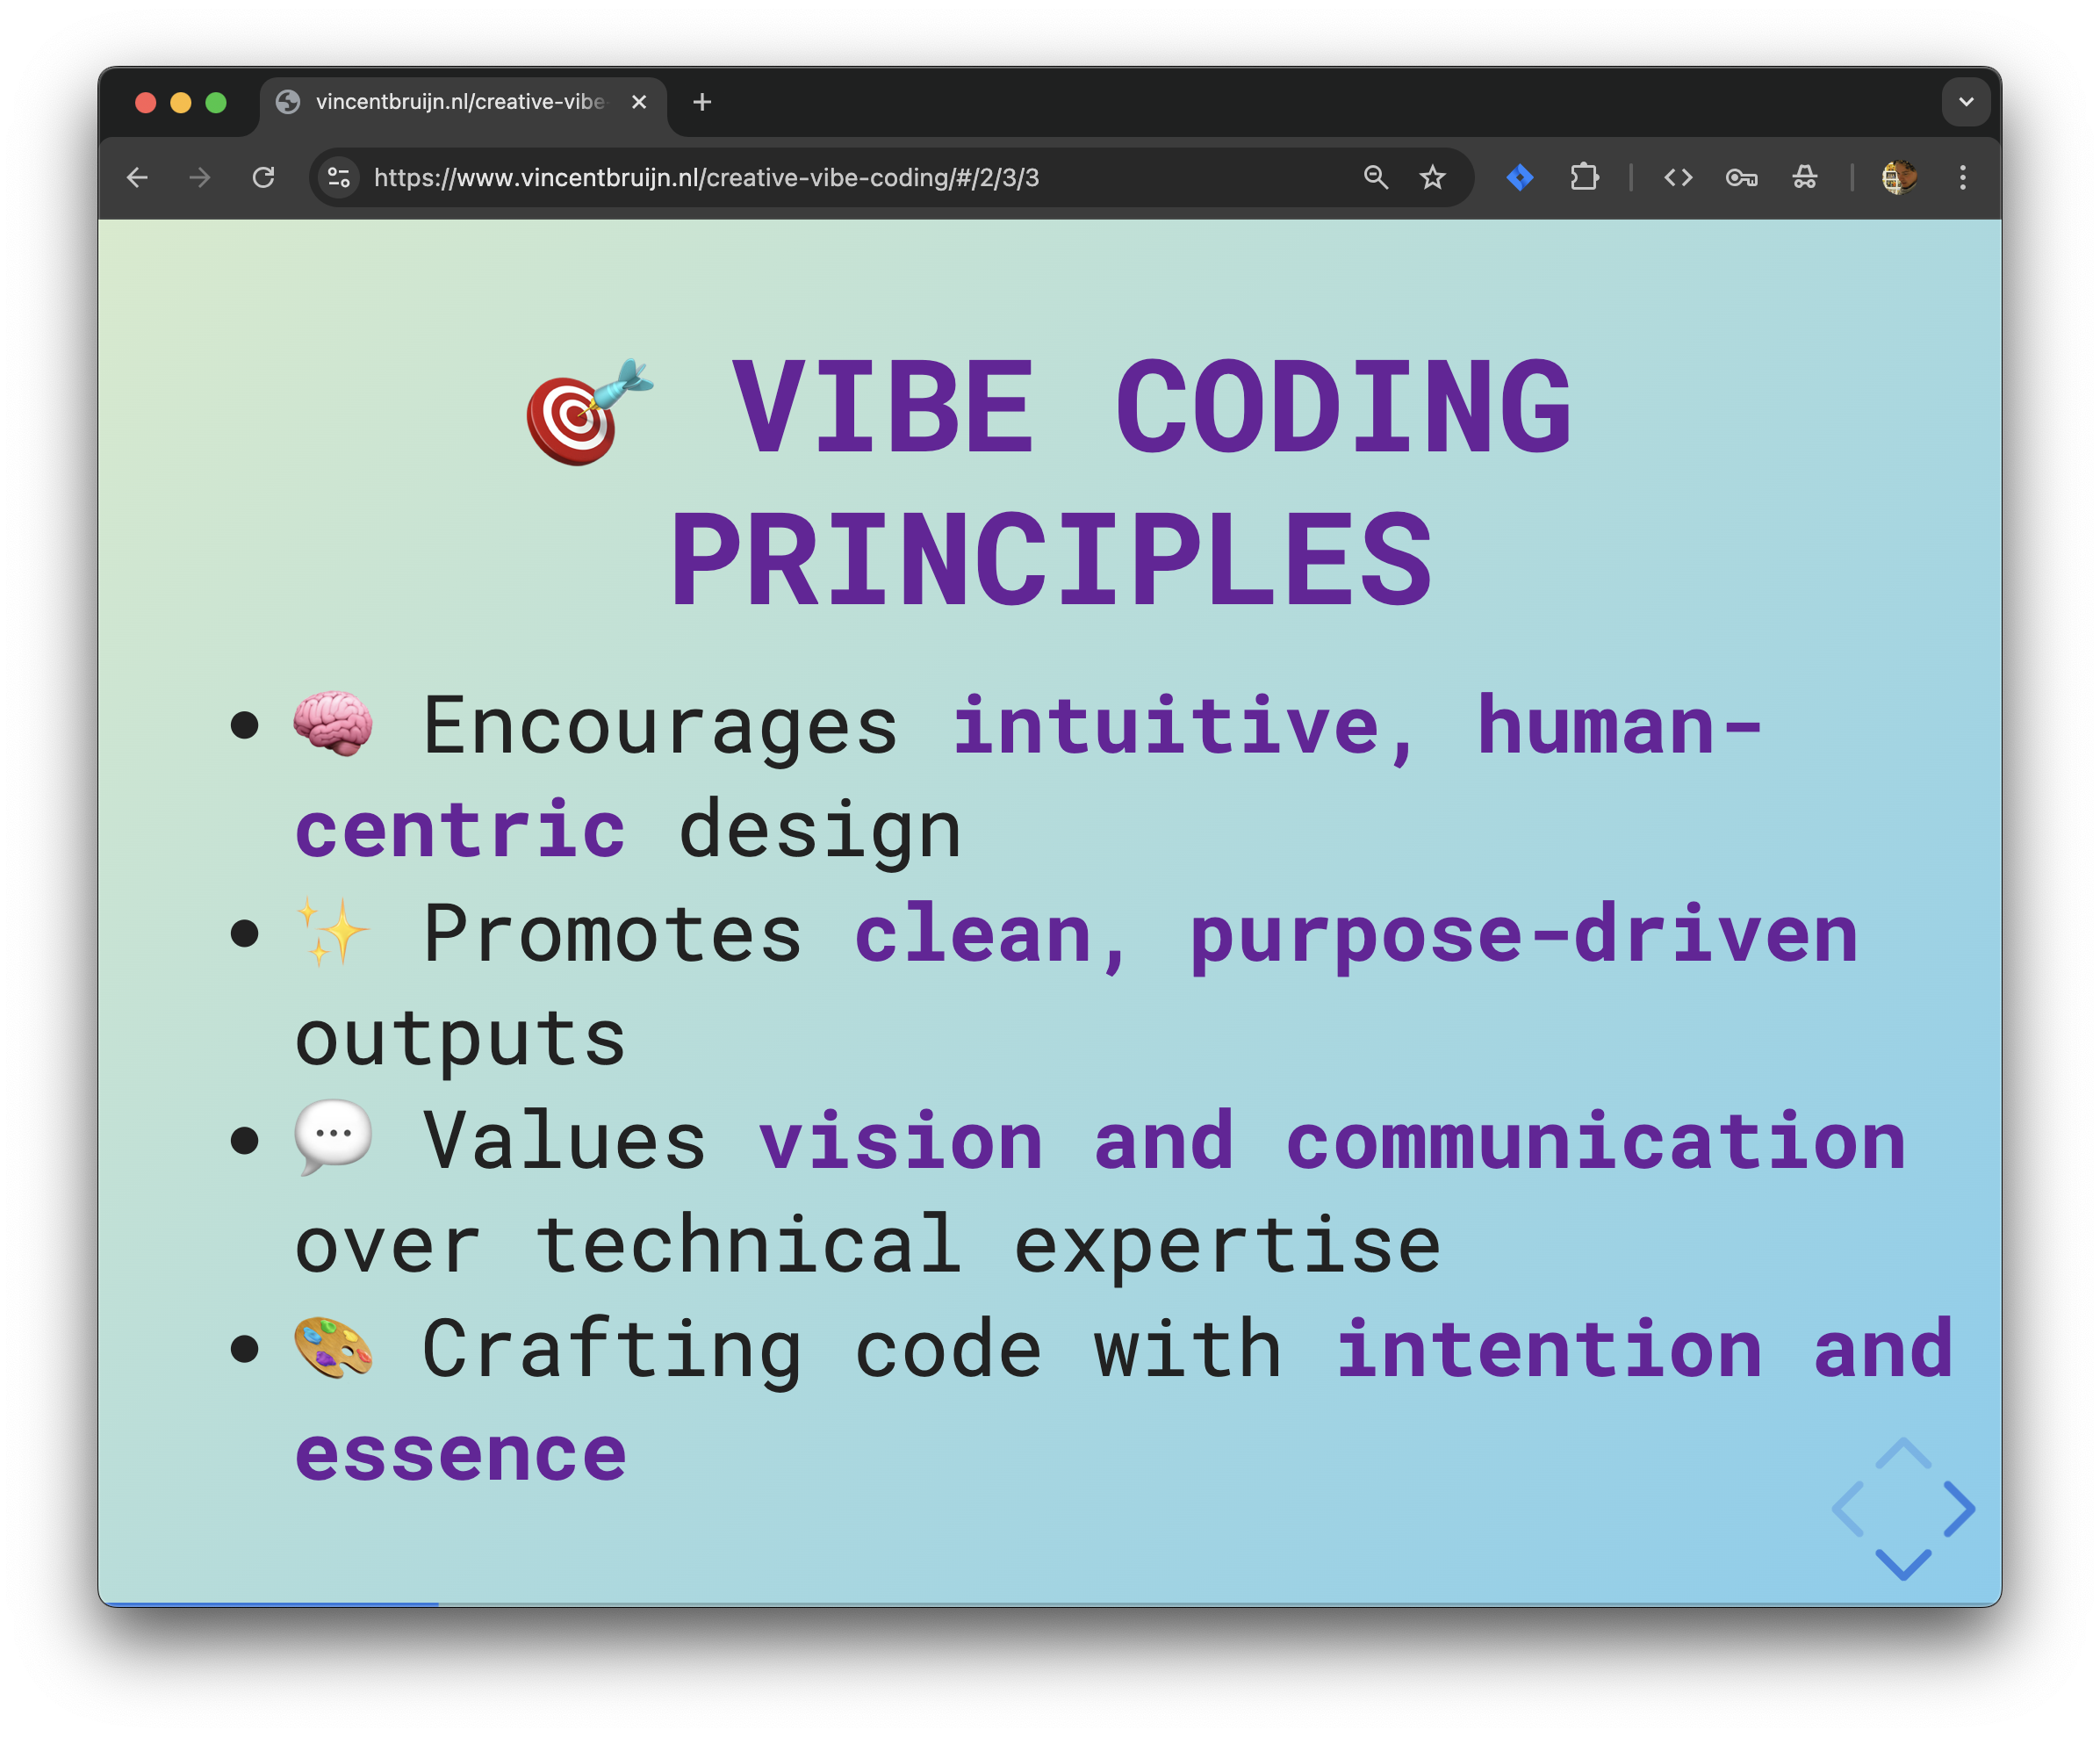 vincentbruijn.nl/creative-vibe-
https://www.vincentbruijn.nl/creative-vibe-coding/#/2/3/3
🎯 VIBE CODING
PRINCIPLES
• 🧠 Encourages intuitive, human-
centric design
• ✨ Promotes clean, purpose-driven
outputs
• 💬 Values vision and communication
over technical expertise
• 🎨 Crafting code with intention and
essence